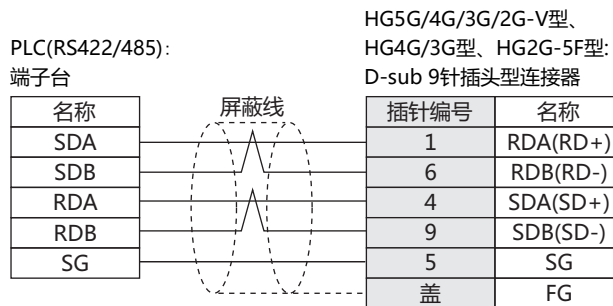 PLC(RS422/485):
端子台
HG5G/4G/3G/2G-V型、
HG4G/3G型、HG2G-5F型:
D-sub 9针插头型连接器
名称 屏蔽线 插针编号 名称
SDA 1 RDA(RD+)
SDB 6 RDB(RD-)
RDA 4 SDA(SD+)
RDB 9 SDB(SD-)
SG 5 SG
盖 FG